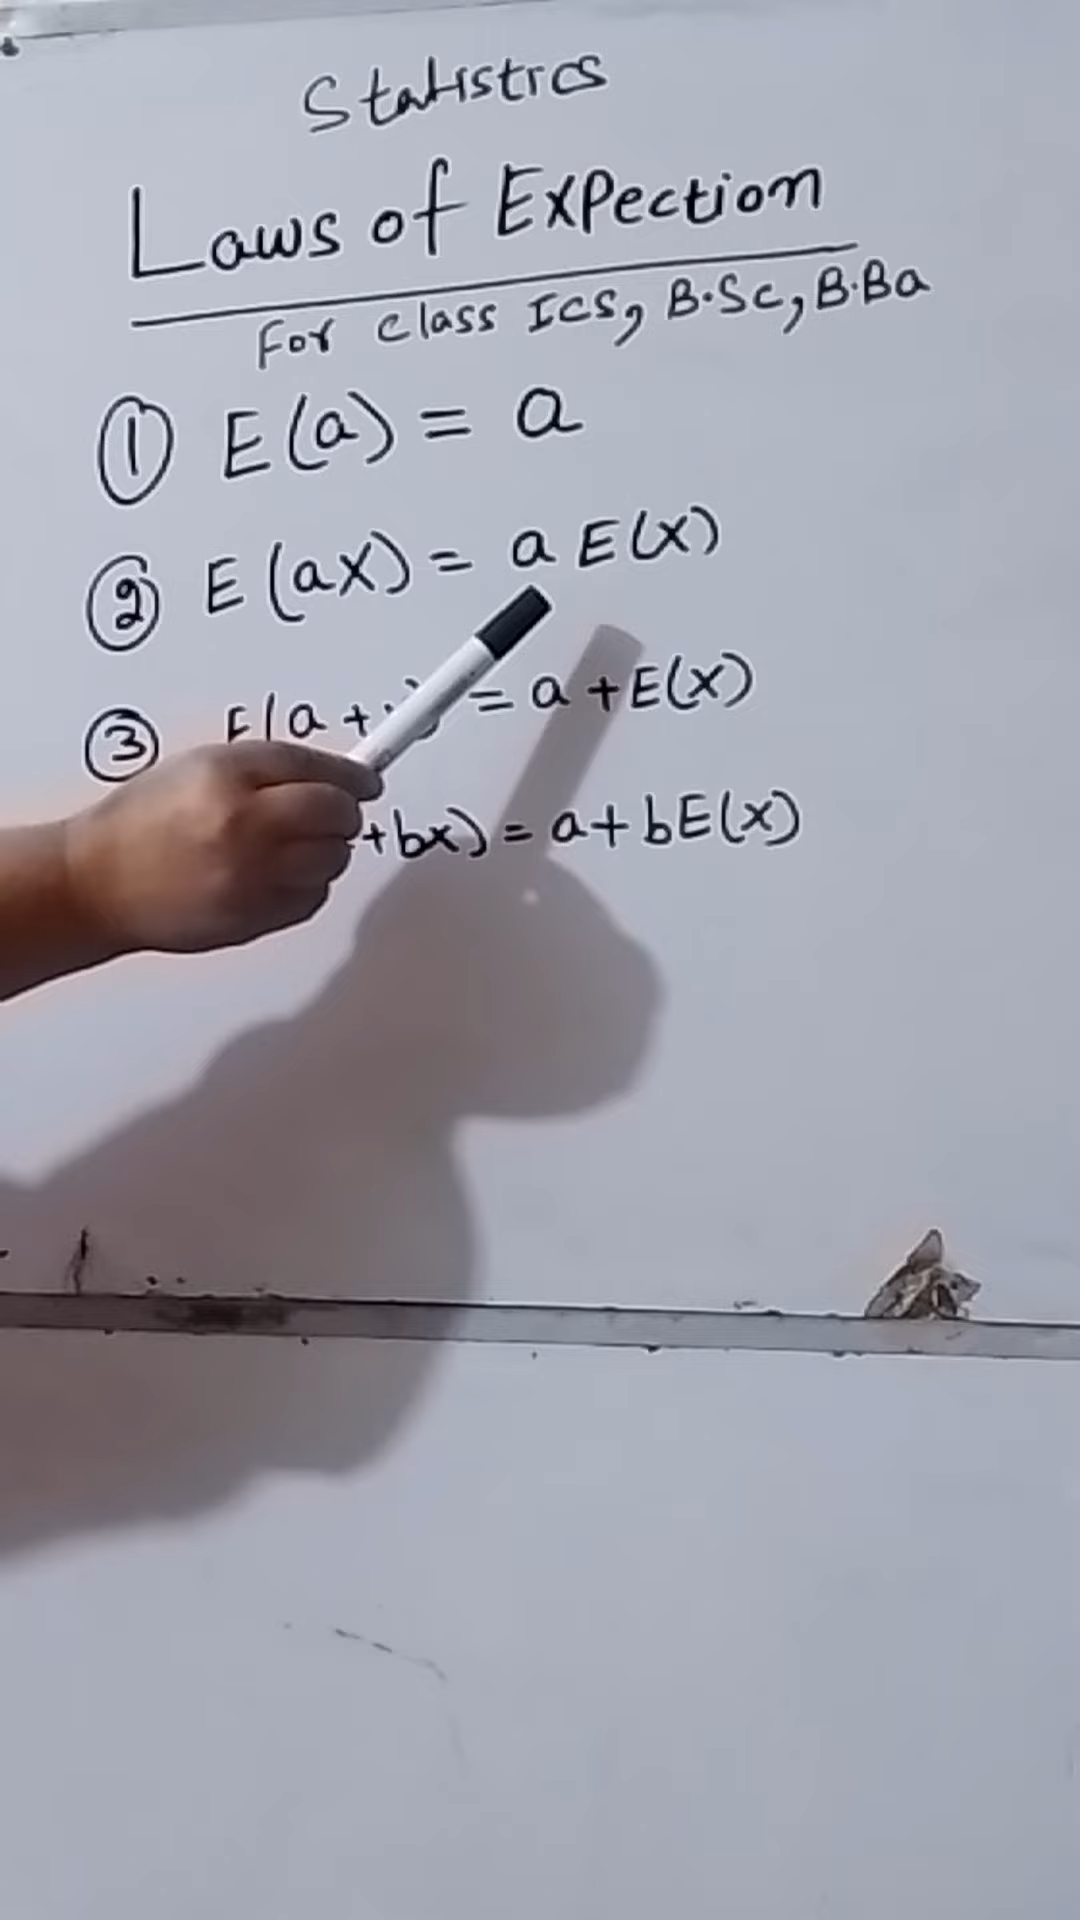 Statistics
Laws of Expection
For class ICS, B.Sc, B.Ba
① E(a) = a
② E(ax) = a E(x)
③ E(a + ) = a + E(x)
+bx) = a + bE(x)